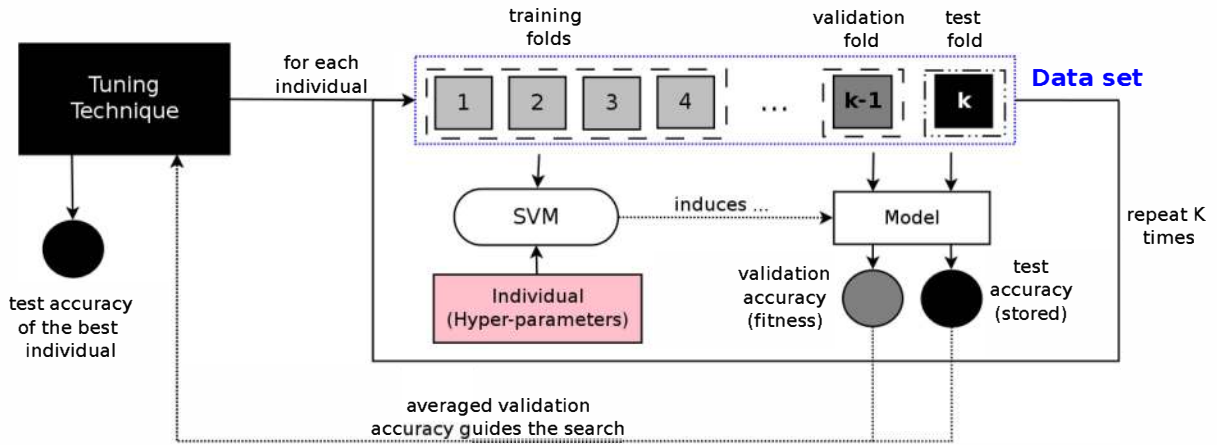 training
folds
validation
fold
test
fold
Tuning
Technique
for each
individual
1 2 3 4 ... k-1 k
Data set
SVM
induces ...
Model
repeat K
times
Individual
(Hyper-parameters)
validation
accuracy
(fitness)
test
accuracy
(stored)
test accuracy
of the best
individual
averaged validation
accuracy guides the search